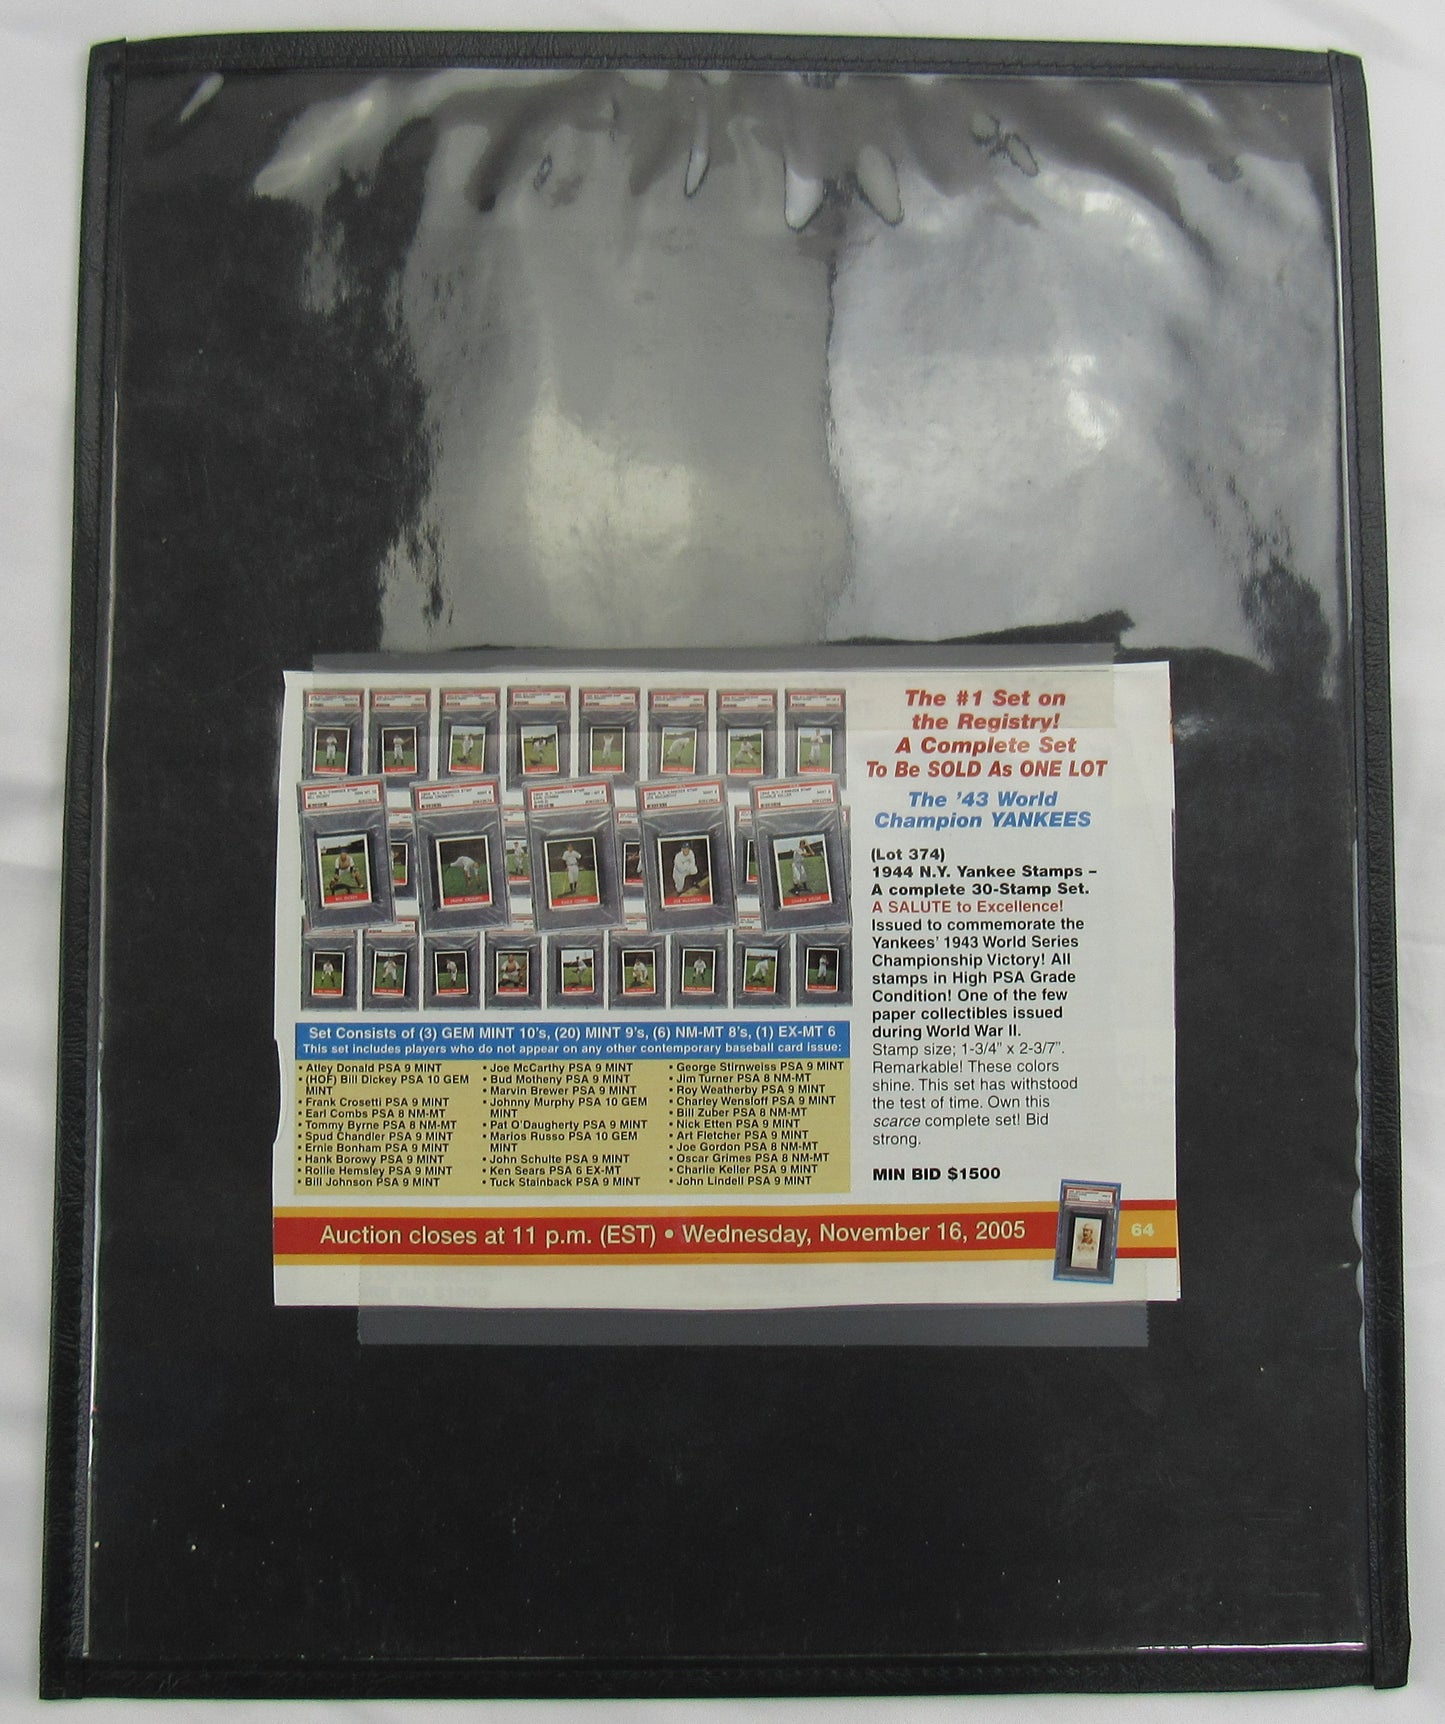 The #1 Set on
the Registry!
A Complete Set
To Be SOLD As ONE LOT
The '43 World
Champion YANKEES
(Lot 374)
1944 N.Y. Yankee Stamps –
A complete 30-Stamp Set.
A SALUTE to Excellence!
Issued to commemorate the
Yankees' 1943 World Series
Championship Victory! All
stamps in High PSA Grade
Condition! One of the few
paper collectibles issued
during World War II.
Stamp size; 1-3/4" x 2-3/7".
Remarkable! These colors
shine. This set has withstood
the test of time. Own this
scarce complete set! Bid
strong.
MIN BID $1500
Set Consists of (3) GEM MINT 10's, (20) MINT 9's, (6) NM-MT 8's, (1) EX-MT 6
This set includes players who do not appear on any other contemporary baseball card issue:
• Atley Donald PSA 9 MINT
• (HOF) Bill Dickey PSA 10 GEM
MINT
• Frank Crosetti PSA 9 MINT
• Earl Combs PSA 8 NM-MT
• Tommy Byrne PSA 8 NM-MT
• Spud Chandler PSA 9 MINT
• Ernie Bonham PSA 9 MINT
• Hank Borowy PSA 9 MINT
• Rollie Hemsley PSA 9 MINT
• Bill Johnson PSA 9 MINT
• Joe McCarthy PSA 9 MINT
• Bud Motheny PSA 9 MINT
• Marvin Brewer PSA 9 MINT
• Johnny Murphy PSA 10 GEM
MINT
• Pat O'Daugherty PSA 9 MINT
• Marios Russo PSA 10 GEM
MINT
• John Schulte PSA 9 MINT
• Ken Sears PSA 6 EX-MT
• Tuck Stainback PSA 9 MINT
• George Stirnweiss PSA 9 MINT
• Jim Turner PSA 8 NM-MT
• Roy Weatherby PSA 9 MINT
• Charley Wensloff PSA 9 MINT
• Bill Zuber PSA 8 NM-MT
• Nick Etten PSA 9 MINT
• Art Fletcher PSA 9 MINT
• Joe Gordon PSA 8 NM-MT
• Oscar Grimes PSA 8 NM-MT
• Charlie Keller PSA 9 MINT
• John Lindell PSA 9 MINT
Auction closes at 11 p.m. (EST) • Wednesday, November 16, 2005
64